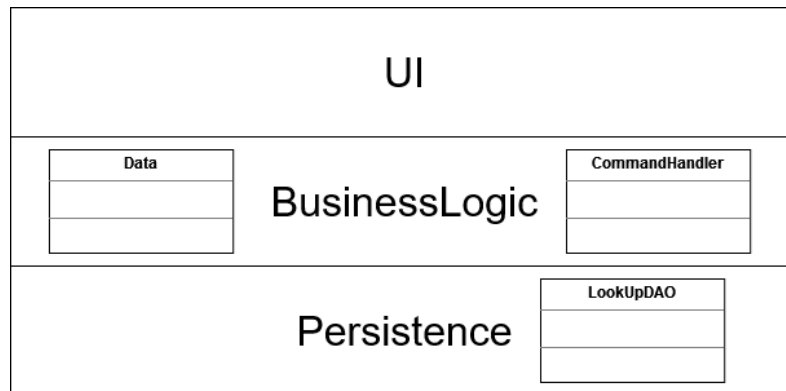 UI
Data
BusinessLogic
CommandHandler
Persistence
LookUpDAO